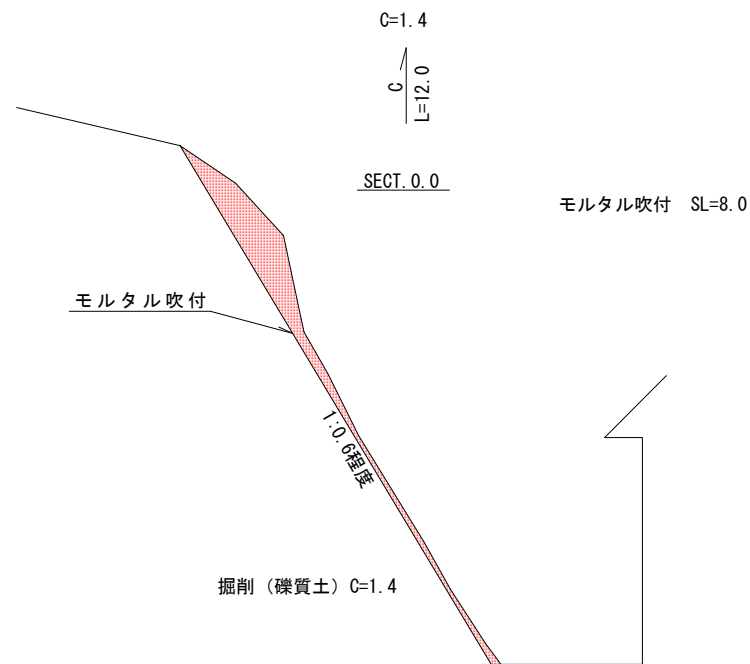 C=1.4
C
L=12.0
SECT.0.0
モルタル吹付 SL=8.0
モルタル吹付
1:0.6程度
掘削（礫質土）C=1.4